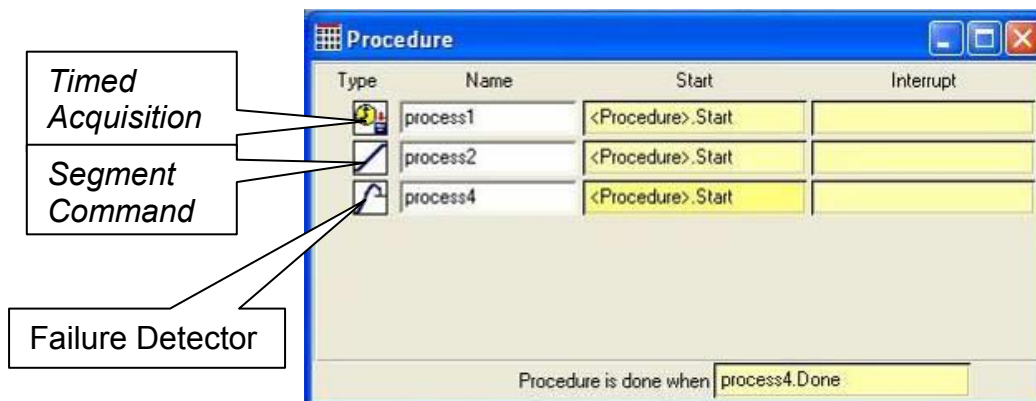 Procedure
Timed
Acquisition
Segment
Command
Failure Detector
Type Name Start Interrupt
process1 <Procedure>.Start
process2 <Procedure>.Start
process4 <Procedure>.Start
Procedure is done when process4.Done